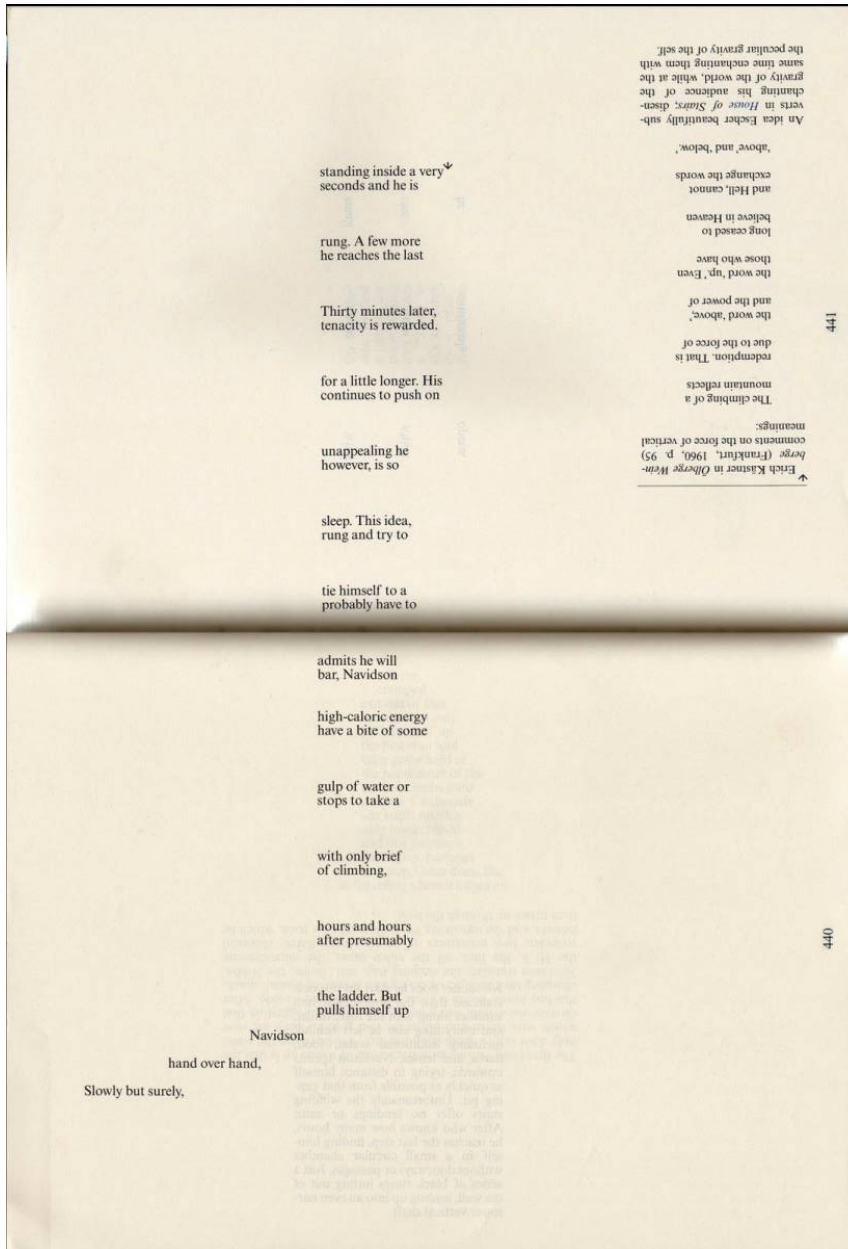 Slowly but surely,
hand over hand,
Navidson
pulls himself up
the ladder. But
after presumably
hours and hours
of climbing,
with only brief
stops to take a
gulp of water or
have a bite of some
high-caloric energy
bar, Navidson
admits he will
probably have to
tie himself to a
rung and try to
sleep. This idea,
however, is so
unappealing he
continues to push on
for a little longer. His
tenacity is rewarded.
Thirty minutes later,
he reaches the last
rung. A few more
seconds and he is
standing inside a very↓
440
↓
Erich Kästner in Ölberge Wein-
berge (Frankfurt, 1960, p. 95)
comments on the force of vertical
meanings:
The climbing of a
mountain reflects
redemption. That is
due to the force of
the word 'above,'
and the power of
the word 'up.' Even
those who have
long ceased to
believe in Heaven
and Hell, cannot
exchange the words
'above' and 'below.'
An idea Escher beautifully sub-
verts in House of Stairs; disen-
chanting his audience of the
gravity of the world, while at the
same time enchanting them with
the peculiar gravity of the self.
441